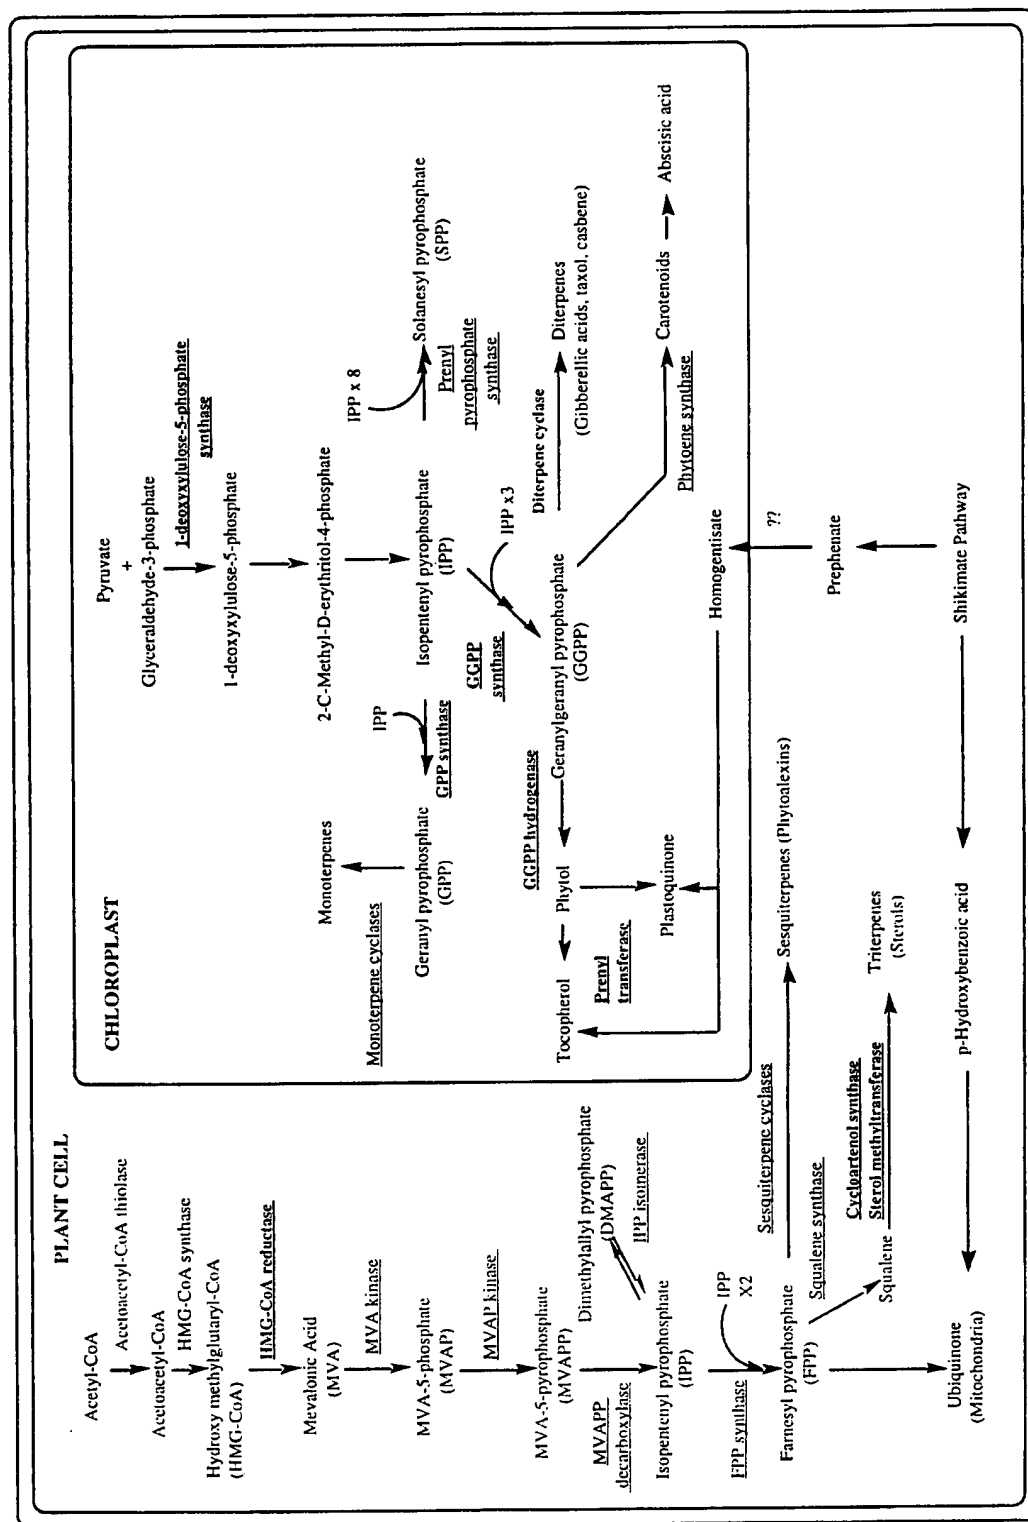 PLANT CELL
Acetyl-CoA
Acetoacetyl-CoA thiolase
Acetoacetyl-CoA
HMG-CoA synthase
Hydroxy methylglutaryl-CoA
(HMG-CoA)
HMG-CoA reductase
Mevalonic Acid
(MVA)
MVA kinase
MVA-5-phosphate
(MVAP)
MVAP kinase
MVA-5-pyrophosphate
(MVAPP)
MVAPP
decarboxylase
Dimethylallyl pyrophosphate
(DMAPP)
IPP isomerase
Isopentenyl pyrophosphate
(IPP)
FPP synthase
IPP
X2
Farnesyl pyrophosphate
(FPP)
Sesquiterpene cyclases
Sesquiterpenes (Phytoalexins)
Squalene synthase
Squalene
Cycloartenol synthase
Sterol methyltransferase
Triterpenes
(Sterols)
Ubiquinone
(Mitochondria)
p-Hydroxybenzoic acid
Shikimate Pathway
Prephenate
??
CHLOROPLAST
Pyruvate
+
Glyceraldehyde-3-phosphate
1-deoxyxylulose-5-phosphate
synthase
1-deoxyxylulose-5-phosphate
2-C-Methyl-D-erythritol-4-phosphate
Monoterpenes
Monoterpene cyclases
Geranyl pyrophosphate
(GPP)
IPP
GPP synthase
Isopentenyl pyrophosphate
(IPP)
IPP x 8
Prenyl
pyrophosphate
synthase
Solanesyl pyrophosphate
(SPP)
GGPP
synthase
IPP x3
GGPP hydrogenase
Diterpene cyclase
Tocopherol
Phytol
Geranylgeranyl pyrophosphate
(GGPP)
Diterpenes
(Gibberellic acids, taxol, casbene)
Prenyl
transferase
Plastoquinone
Phytoene synthase
Carotenoids
Abscisic acid
Homogentisate